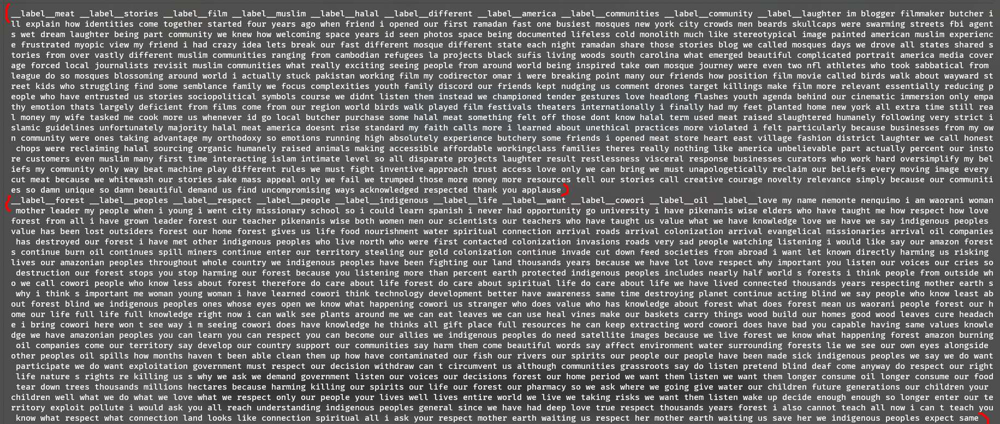 __label__meat __label__stories __label__film __label__muslim __label__halal __label__different __label__america __label__communities __label__community __label__laughter im blogger filmmaker butcher i
ll explain how identities come together started four years ago when friend i opened our first ramadan fast one busiest mosques new york city crowds men beards skullcaps were swarming streets fbi agent
s wet dream laughter being part community we knew how welcoming space years id seen photos space being documented lifeless cold monolith much like stereotypical image painted american muslim experienc
e frustrated myopic view my friend i had crazy idea lets break our fast different mosque different state each night ramadan share those stories blog we called mosques days we drove all states shared s
tories from over vastly different muslim communities ranging from cambodian refugees la projects black sufis living woods south carolina what emerged beautiful complicated portrait america media cover
age forced local journalists revisit muslim communities what really exciting seeing people from around world being inspired take own mosque journey were even two nfl athletes who took sabbatical from
league do so mosques blossoming around world i actually stuck pakistan working film my codirector omar i were breaking point many our friends how position film movie called birds walk about wayward st
reet kids who struggling find some semblance family we focus complexities youth family discord our friends kept nudging us comment drones target killings make film more relevant essentially reducing p
eople who have entrusted us stories sociopolitical symbols course we didnt listen them instead we championed tender gestures love headlong flashes youth agenda behind our cinematic immersion only empa
thy emotion thats largely deficient from films come from our region world birds walk played film festivals theaters internationally i finally had my feet planted home new york all extra time still rea
l money my wife tasked me cook more us whenever id go local butcher purchase some halal meat something felt off those dont know halal term used meat raised slaughtered humanely following very strict i
slamic guidelines unfortunately majority halal meat america doesnt rise standard my faith calls more i learned about unethical practices more violated i felt particularly because businesses from my ow
n community were ones taking advantage my orthodoxy so emotions running high absolutely experience butchery some friends i opened meat store heart east village fashion district laughter we call honest
chops were reclaiming halal sourcing organic humanely raised animals making accessible affordable workingclass families theres really nothing like america unbelievable part actually percent our insto
re customers even muslim many first time interacting islam intimate level so all disparate projects laughter result restlessness visceral response businesses curators who work hard oversimplify my bel
iefs my community only way beat machine play different rules we must fight inventive approach trust access love only we can bring we must unapologetically reclaim our beliefs every moving image every
cut meat because we whitewash our stories sake mass appeal only we fail we trumped those more money more resources tell our stories call creative courage novelty relevance simply because our communiti
es so damn unique so damn beautiful demand us find uncompromising ways acknowledged respected thank you applause
__label__forest __label__peoples __label__respect __label__people __label__indigenous __label__life __label__want __label__cowori __label__oil __label__love my name nemonte nenquimo i am waorani woman
mother leader my people when i young i went city missionary school so i could learn spanish i never had opportunity go university i have pikenanis wise elders who have taught me how respect how love
forest from all i have grown leader forest our teacher pikenanis wise both women men our scientists our teachers who have taught us value what we have knowledge love we have we say indigenous peoples
value has been lost outsiders forest our home forest gives us life food nourishment water spiritual connection arrival roads arrival colonization arrival evangelical missionaries arrival oil companies
has destroyed our forest i have met other indigenous peoples who live north who were first contacted colonization invasions roads very sad people watching listening i would like say our amazon forest
s continue burn oil continues spill miners continue enter our territory stealing our gold colonization continue invade cut down feed societies from abroad i want let known directly harming us risking
lives our amazonian peoples throughout whole country we indigenous peoples have been fighting our land thousands years because we have lot love respect why important you listen our voices our cries so
destruction our forest stops you stop harming our forest because you listening more than percent earth protected indigenous peoples includes nearly half world s forests i think people from outside wh
o we call cowori people who know less about forest therefore do care about life forest do care about spiritual life do care about life we have lived connected thousands years respecting mother earth s
why i think s important me woman young woman i have learned cowori think technology development better have awareness same time destroying planet continue acting blind we say people who know least ab
out forest blind we indigenous peoples ones whose eyes open we know what happening cowori us stranger who does value who has knowledge about forest what does forest mean us waorani people forest our h
ome our life full life full knowledge right now i can walk see plants around me we can eat leaves we can use heal vines make our baskets carry things wood build our homes good wood leaves cure headach
e i bring cowori here won t see way i m seeing cowori does have knowledge he thinks all gift place full resources he can keep extracting word cowori does have bad you capable having same values knowle
dge we have amazonian peoples you can learn you can respect you can become our allies we indigenous peoples do need satellite images because we live forest we know what happening forest amazon burning
oil companies come our territory say develop our country support our communities say harm them come beautiful words say affect environment water surrounding forests lie we see our own eyes alongside
other peoples oil spills how months haven t been able clean them up how have contaminated our fish our rivers our spirits our people our people have been made sick indigenous peoples we say we do want
participate we do want exploitation government must respect our decision withdraw can t circumvent us although communities grassroots say do listen pretend blind deaf come anyway do respect our right
life nature s rights re killing us s why we ask we demand government listen our voices our decisions forest our home period we want them listen we want them longer consume oil longer consume our food
tear down trees thousands millions hectares because harming killing our spirits our life our forest our pharmacy so we ask where we going give water our children future generations our children your
children well what we do what we love what we respect only our people your lives well lives entire world we live we taking risks we want them listen wake up decide enough enough so longer enter our te
rritory exploit pollute i would ask you all reach understanding indigenous peoples general since we have had deep love true respect thousands years forest i also cannot teach all now i can t teach you
know what respect what connection land looks like connection spiritual all i ask your respect mother earth waiting us respect her mother earth waiting us save her we indigenous peoples expect same